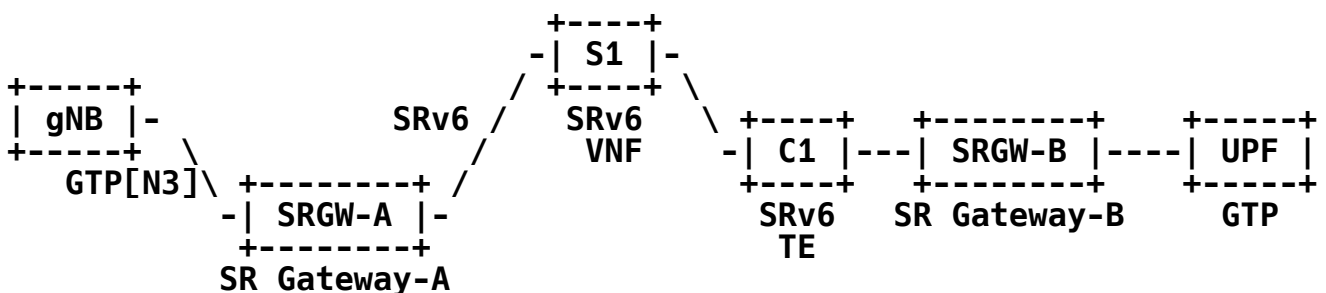 S1
gNB
SRv6
SRv6
VNF
C1
SRGW-B
UPF
GTP[N3]
SRGW-A
SRv6
TE
SR Gateway-B
GTP
SR Gateway-A